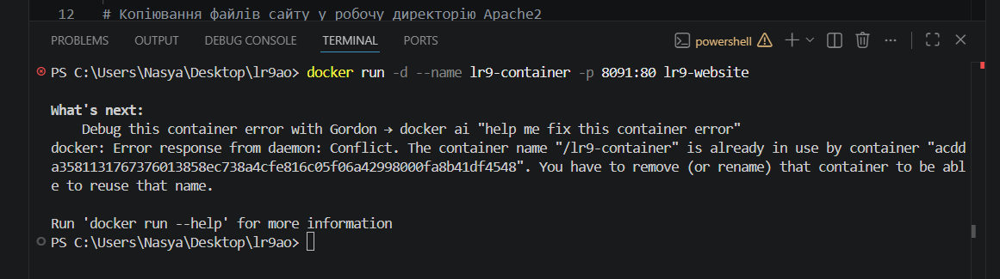 12 # Копіювання файлів сайту у робочу директорію Apache2
PROBLEMS OUTPUT DEBUG CONSOLE TERMINAL PORTS powershell
PS C:\Users\Nasya\Desktop\lr9ao> docker run -d --name lr9-container -p 8091:80 lr9-website
What's next:
Debug this container error with Gordon → docker ai "help me fix this container error"
docker: Error response from daemon: Conflict. The container name "/lr9-container" is already in use by container "acdd
a3581131767376013858ec738a4cfe816c05f06a42998000fa8b41df4548". You have to remove (or rename) that container to be abl
e to reuse that name.
Run 'docker run --help' for more information
PS C:\Users\Nasya\Desktop\lr9ao>